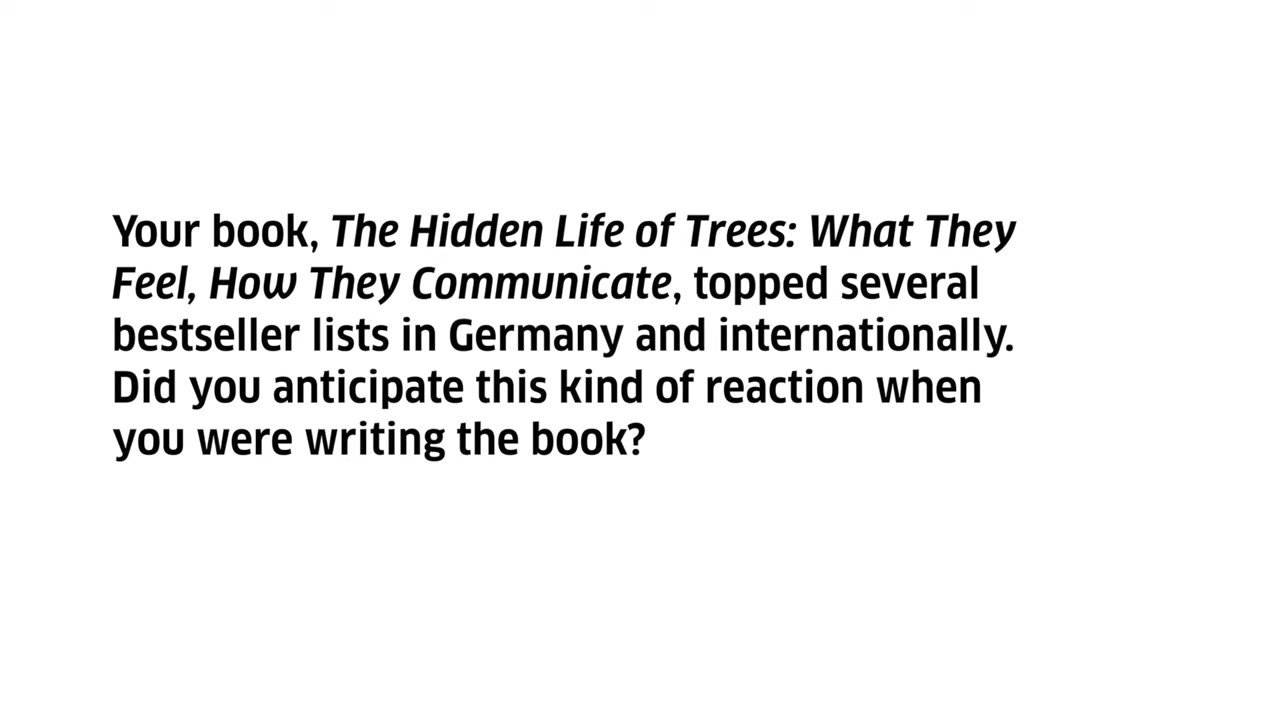 Your book, The Hidden Life of Trees: What They
Feel, How They Communicate, topped several
bestseller lists in Germany and internationally.
Did you anticipate this kind of reaction when
you were writing the book?